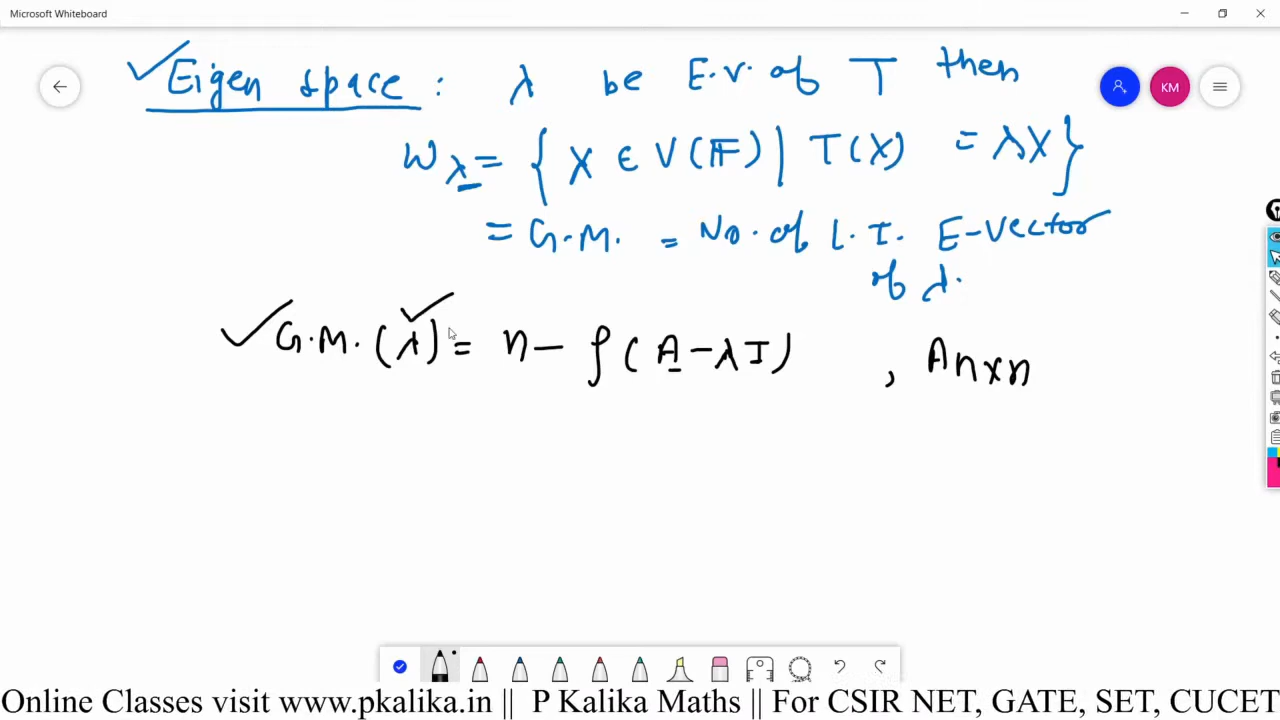 Microsoft Whiteboard
Eigen space : λ be E.V. of T then
W_λ = { X ∈ V(𝔽) | T(X) = λX }
= G.M. = No. of L.I. E-vector
of λ.
KM
G.M.(λ) = n - ρ(A - λI) , A n×n
Online Classes visit www.pkalika.in || P Kalika Maths || For CSIR NET, GATE, SET, CUCET